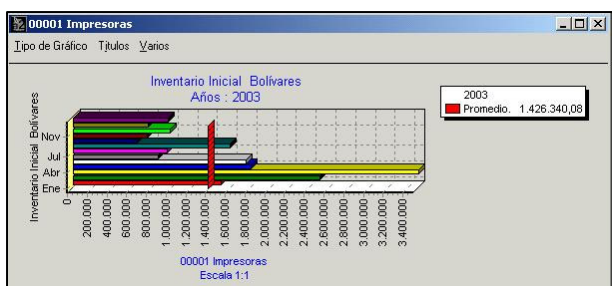 00001 Impresoras
Tipo de Gráfico Títulos Varios
Inventario Inicial Bolívares
Años : 2003
2003
Promedio. 1.426.340,08
Inventario Inicial Bolívares
Nov
Jul
Abr
Ene
0
200.000
400.000
600.000
800.000
1.000.000
1.200.000
1.400.000
1.600.000
1.800.000
2.000.000
2.200.000
2.400.000
2.600.000
2.800.000
3.000.000
3.200.000
3.400.000
00001 Impresoras
Escala 1:1